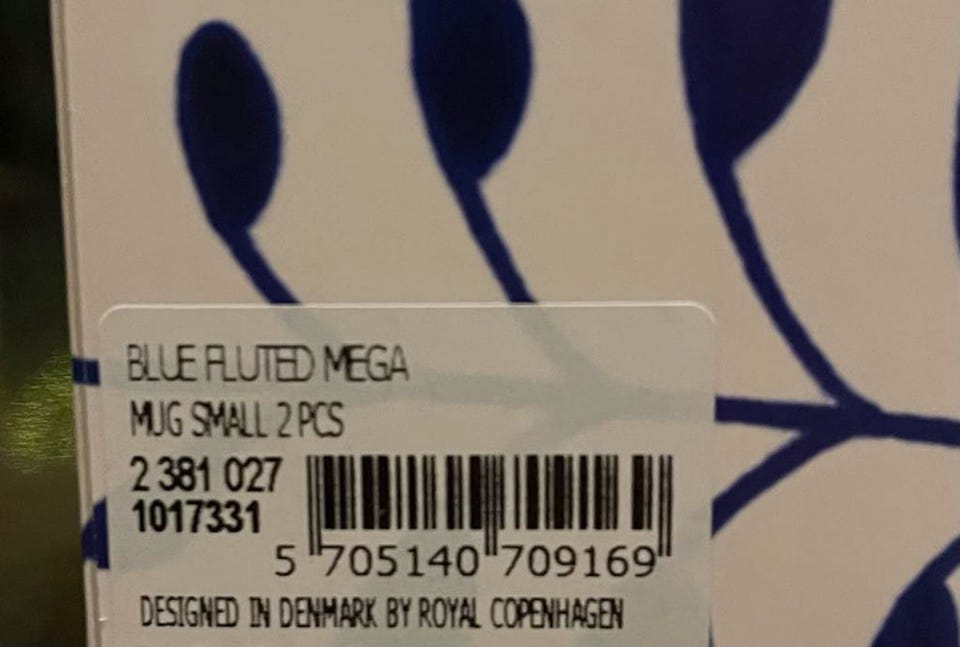 BLUE FLUTED MEGA
MUG SMALL 2 PCS
2 381 027
1017331
5 705140 709169
DESIGNED IN DENMARK BY ROYAL COPENHAGEN